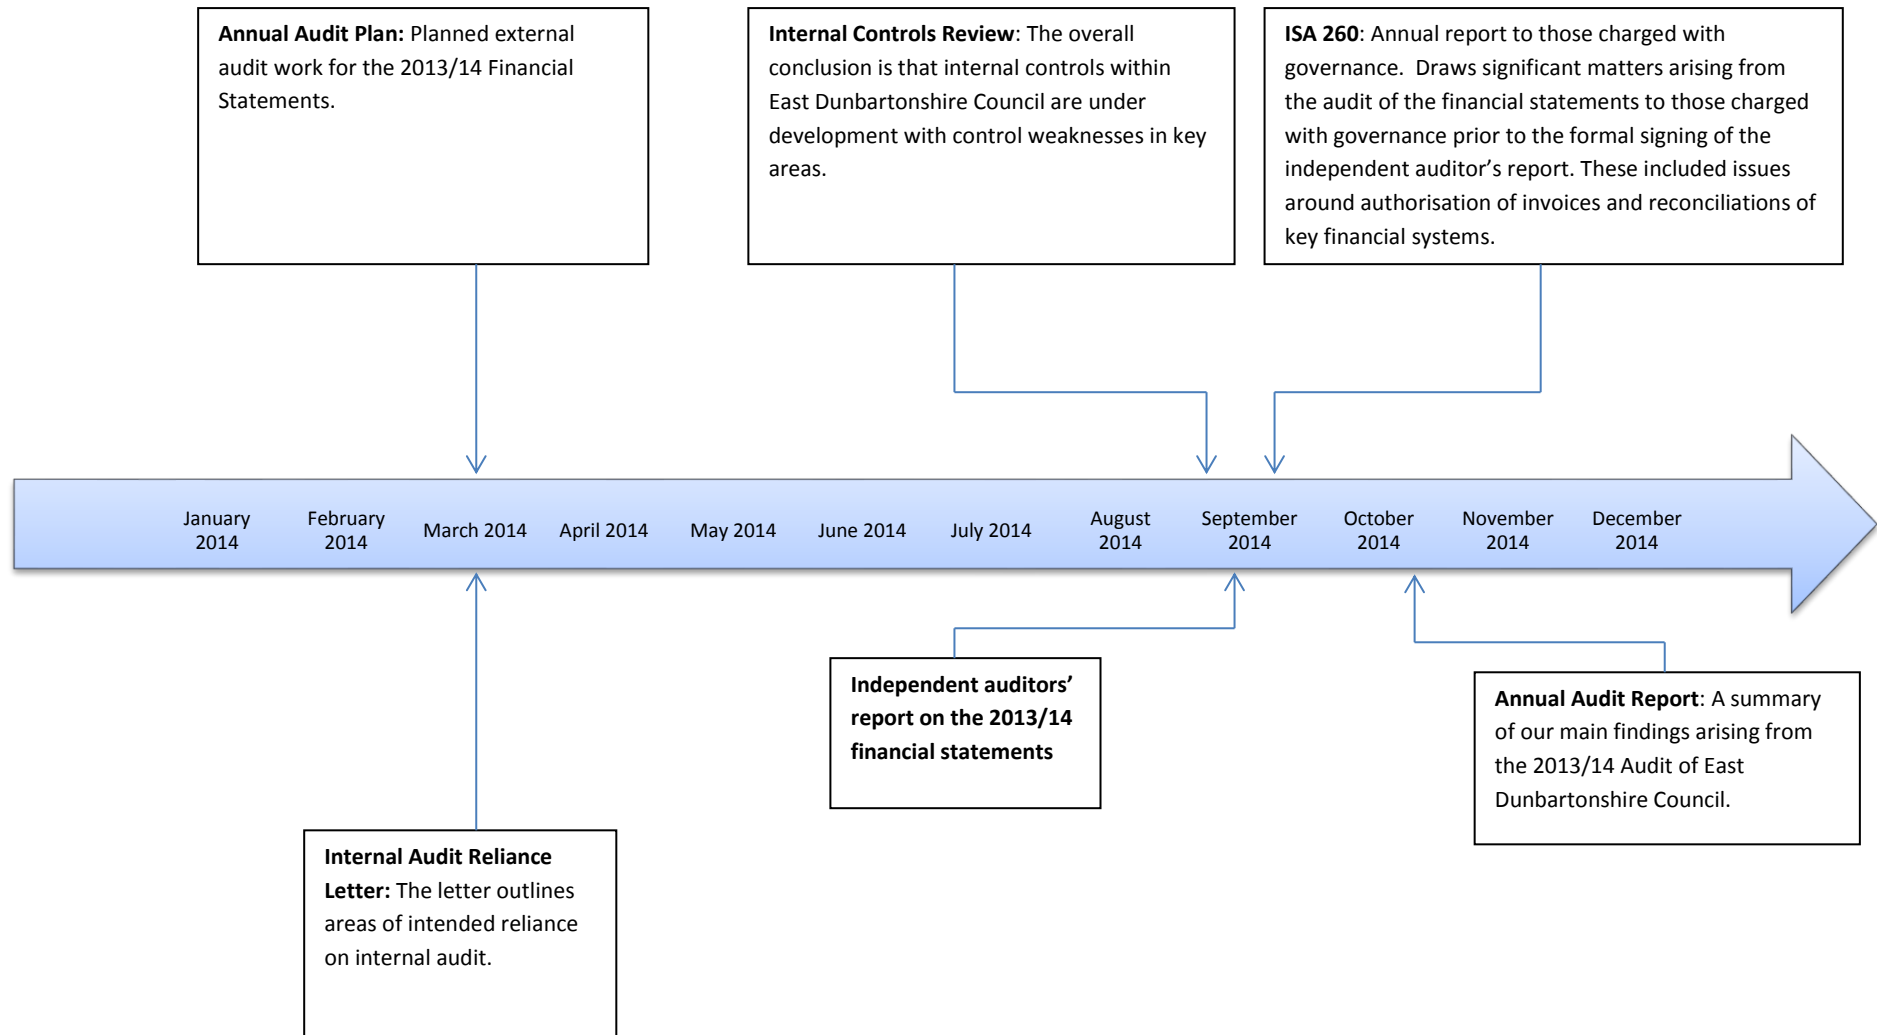 Annual Audit Plan: Planned external
audit work for the 2013/14 Financial
Statements.
Internal Controls Review: The overall
conclusion is that internal controls within
East Dunbartonshire Council are under
development with control weaknesses in key
areas.
ISA 260: Annual report to those charged with
governance.  Draws significant matters arising from
the audit of the financial statements to those charged
with governance prior to the formal signing of the
independent auditor’s report. These included issues
around authorisation of invoices and reconciliations of
key financial systems.
January
2014
February
2014
March 2014
April 2014
May 2014
June 2014
July 2014
August
2014
September
2014
October
2014
November
2014
December
2014
Independent auditors’
report on the 2013/14
financial statements
Annual Audit Report: A summary
of our main findings arising from
the 2013/14 Audit of East
Dunbartonshire Council.
Internal Audit Reliance
Letter: The letter outlines
areas of intended reliance
on internal audit.